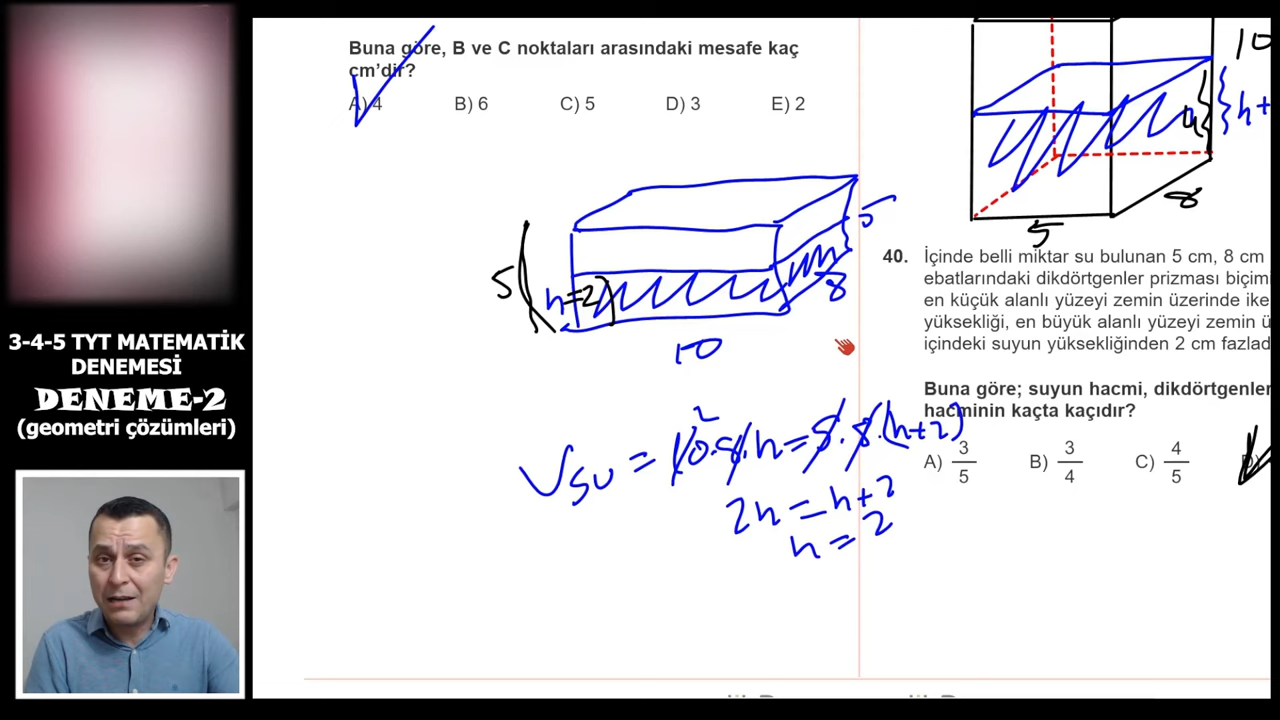 Buna göre, B ve C noktaları arasındaki mesafe kaç
cm'dir?
A) 4 B) 6 C) 5 D) 3 E) 2
5
h=2
10
8
5
10
h+
5
8
V su = 10.8.h = 5.8.(h+2)
2
2h = h+2
h = 2
40. İçinde belli miktar su bulunan 5 cm, 8 cm
ebatlarındaki dikdörtgenler prizması biçimi
en küçük alanlı yüzeyi zemin üzerinde ike
yüksekliği, en büyük alanlı yüzeyi zemin ü
içindeki suyun yüksekliğinden 2 cm fazlad
Buna göre; suyun hacmi, dikdörtgenler
hacminin kaçta kaçıdır?
A) 3/5 B) 3/4 C) 4/5
3-4-5 TYT MATEMATİK
DENEMESİ
DENEME-2
(geometri çözümleri)